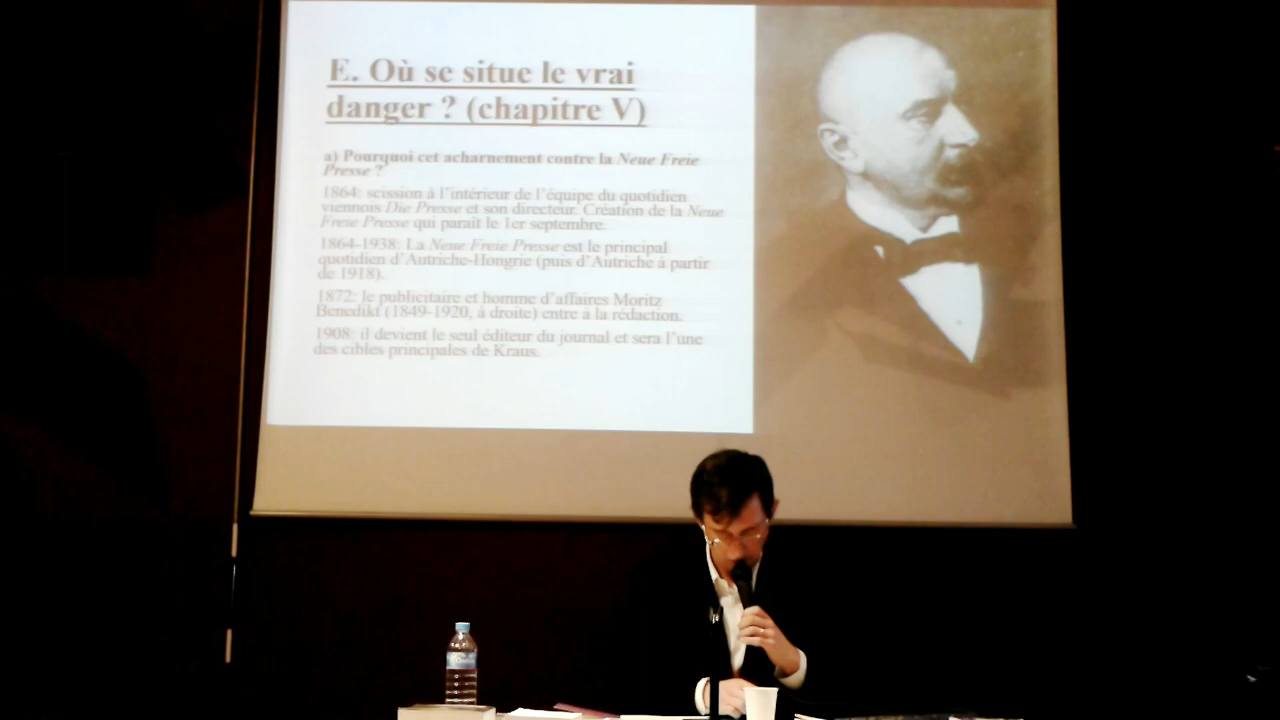 E. Où se situe le vrai
danger ? (chapitre V)
a) Pourquoi cet acharnement contre la Neue Freie
Presse ?
1864: scission à l'intérieur de l'équipe du quotidien
viennois Die Presse et son directeur. Création de la Neue
Freie Presse qui paraît le 1er septembre.
1864-1938: La Neue Freie Presse est le principal
quotidien d'Autriche-Hongrie (puis d'Autriche à partir
de 1918).
1872: le publicitaire et homme d'affaires Moritz
Benedikt (1849-1920, à droite) entre à la rédaction.
1908: il devient le seul éditeur du journal et sera l'une
des cibles principales de Kraus.